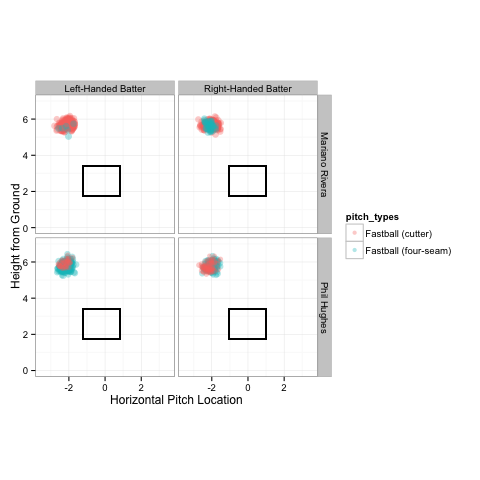 Left-Handed Batter
Right-Handed Batter
6
4
2
0
Mariano Rivera
6
4
2
0
Phil Hughes
-2
0
2
-2
0
2
Height from Ground
Horizontal Pitch Location
pitch_types
Fastball (cutter)
Fastball (four-seam)